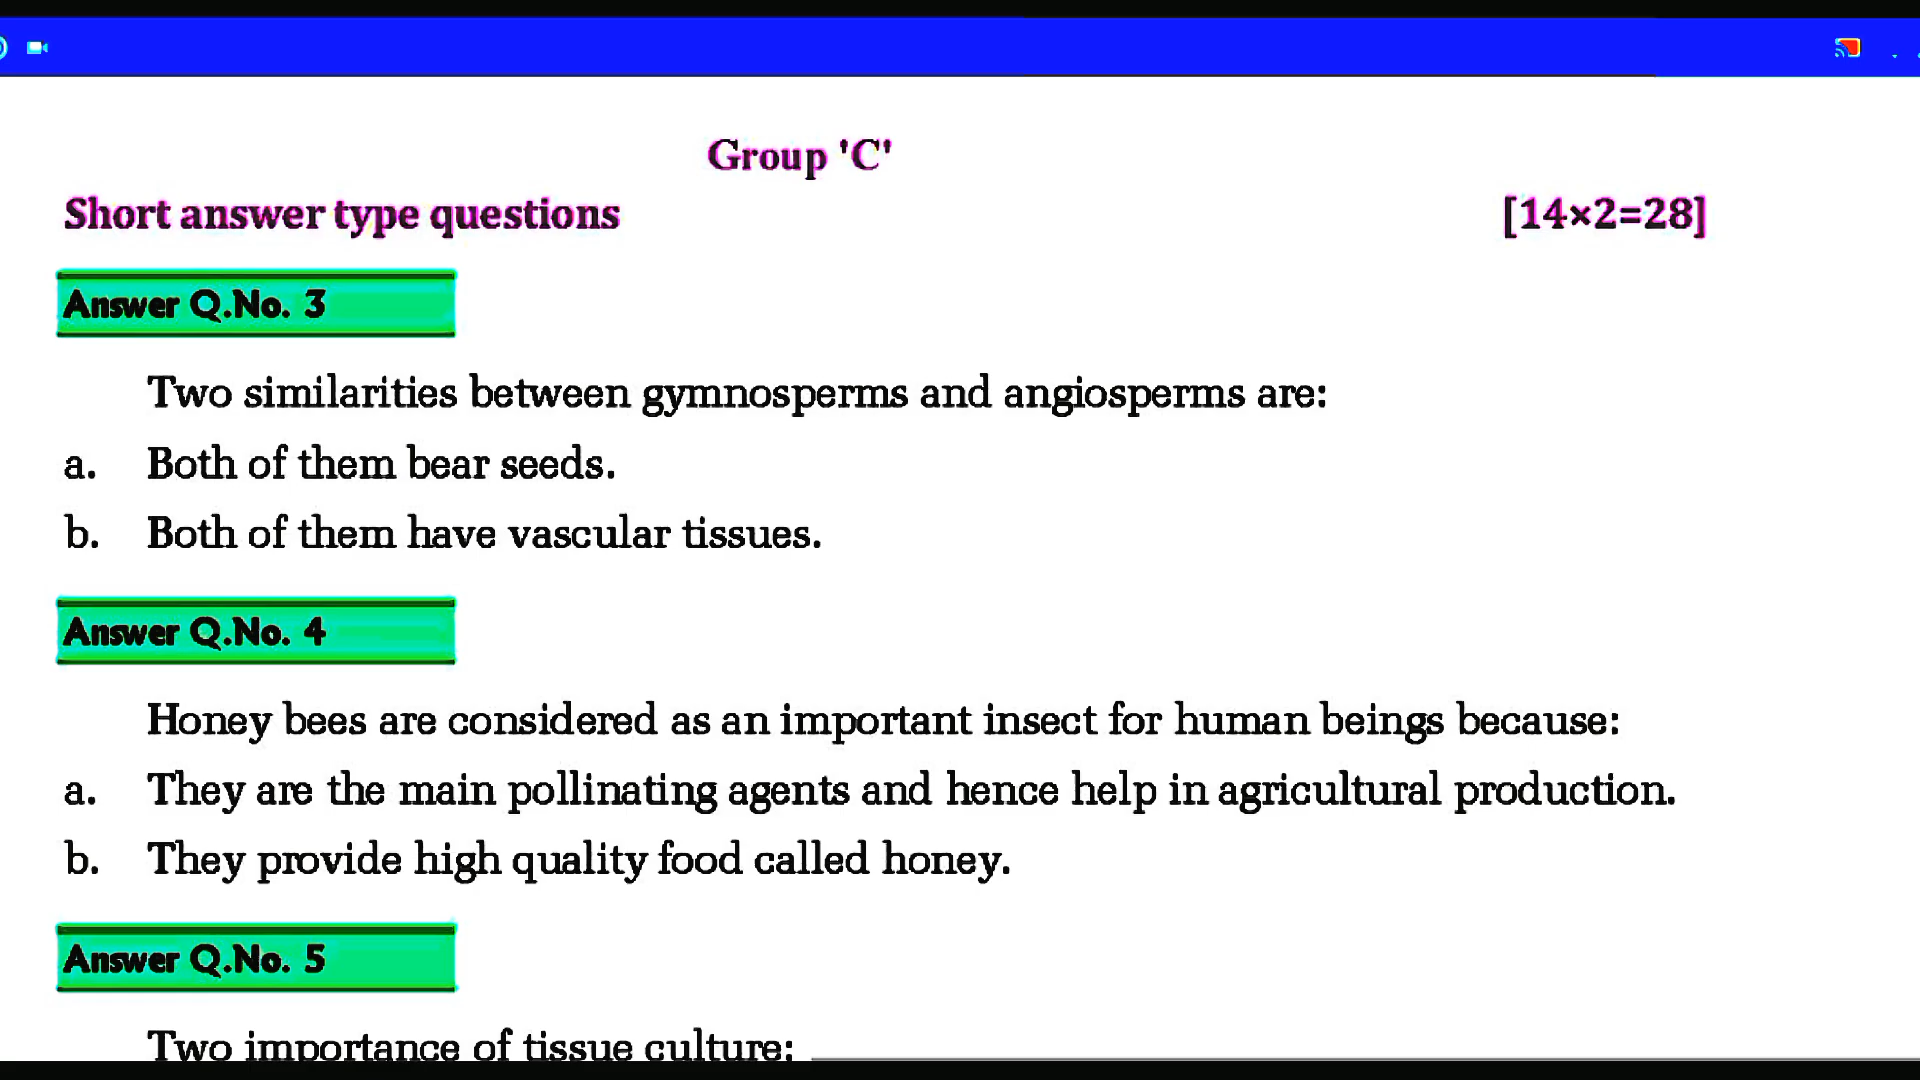 Group 'C'
Short answer type questions [14×2=28]
Answer Q.No. 3
Two similarities between gymnosperms and angiosperms are:
a. Both of them bear seeds.
b. Both of them have vascular tissues.
Answer Q.No. 4
Honey bees are considered as an important insect for human beings because:
a. They are the main pollinating agents and hence help in agricultural production.
b. They provide high quality food called honey.
Answer Q.No. 5
Two importance of tissue culture: